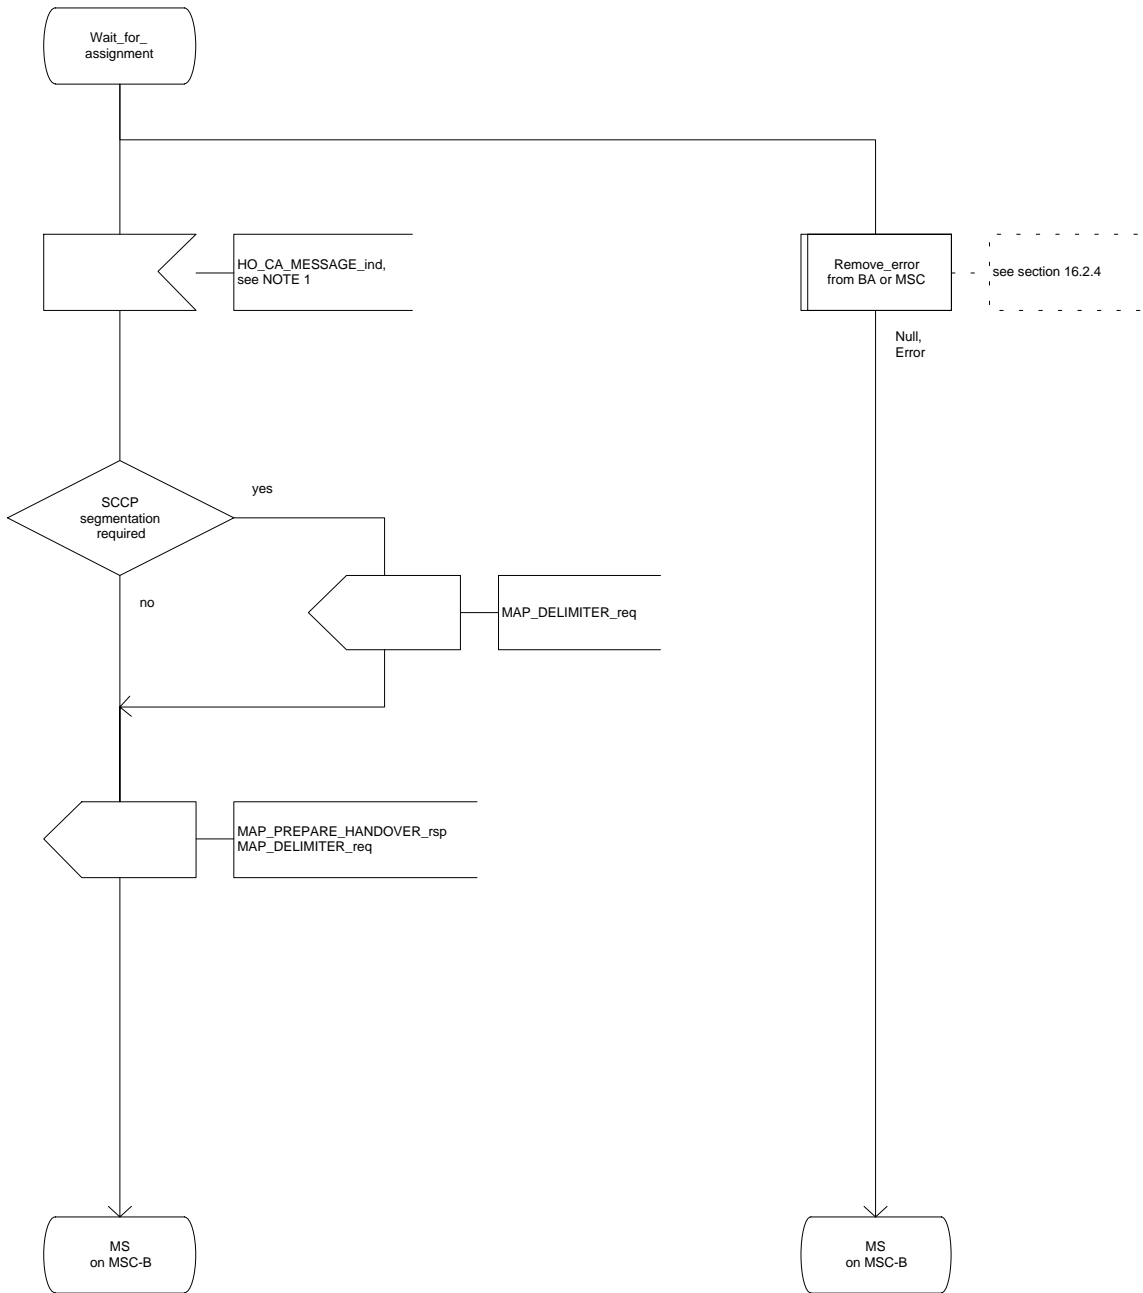 Wait_for_
assignment
HO_CA_MESSAGE_ind,
see NOTE 1
Remove_error
from BA or MSC
see section 16.2.4
Null,
Error
SCCP
segmentation
required
yes
no
MAP_DELIMITER_req
MAP_PREPARE_HANDOVER_rsp
MAP_DELIMITER_req
MS
on MSC-B
MS
on MSC-B